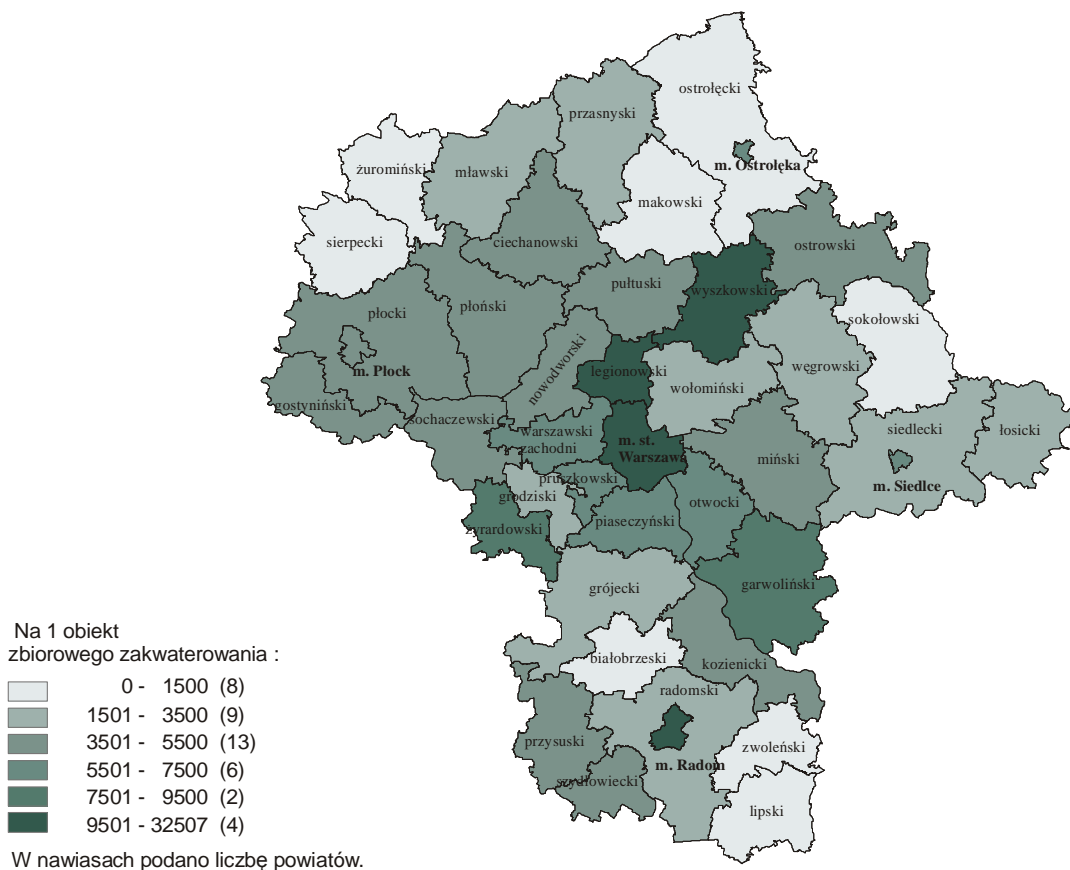 ostrołęcki
przasnyski
m. Ostrołęka
żuromiński
mławski
makowski
sierpecki
ciechanowski
ostrowski
pułtuski
wyszkowski
płocki
płoński
sokołowski
nowodworski
legionowski
węgrowski
m. Płock
wołomiński
gostyniński
sochaczewski
warszawski
zachodni
m. st.
Warszawa
siedlecki
łosicki
miński
pruszkowski
m. Siedlce
grodziski
otwocki
żyrardowski
piaseczyński
grójecki
garwoliński
białobrzeski
kozienicki
radomski
przysuski
zwoleński
m. Radom
szydłowiecki
lipski
Na 1 obiekt
zbiorowego zakwaterowania :
0 - 1500 (8)
1501 - 3500 (9)
3501 - 5500 (13)
5501 - 7500 (6)
7501 - 9500 (2)
9501 - 32507 (4)
W nawiasach podano liczbę powiatów.